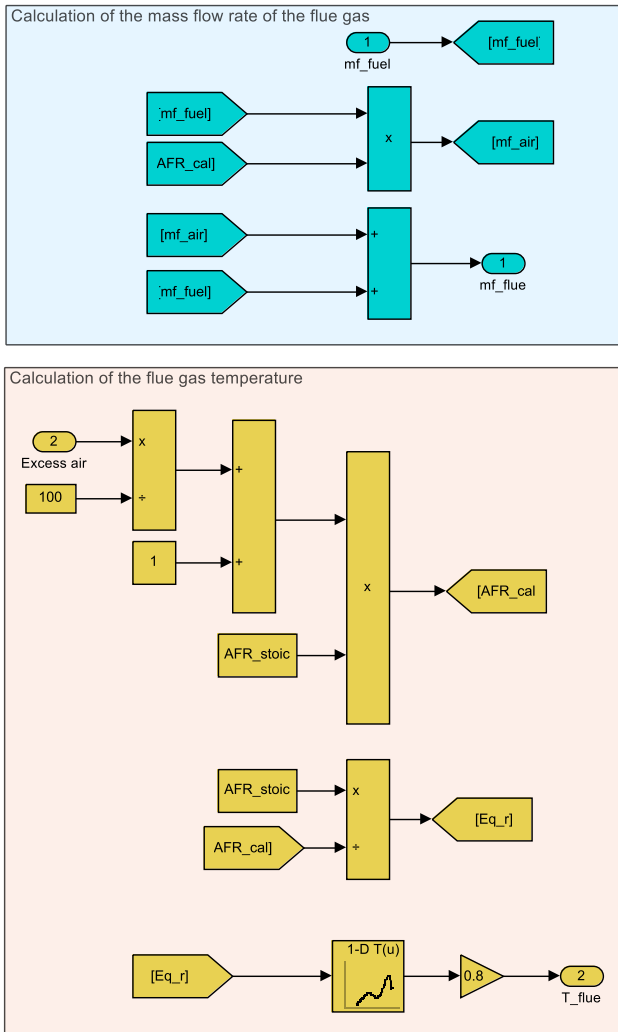 Calculation of the mass flow rate of the flue gas
1
mf_fuel
[mf_fuel
mf_fuel]
AFR_cal]
x
[mf_air]
[mf_air]
mf_fuel]
+
+
1
mf_flue
Calculation of the flue gas temperature
2
Excess air
100
x
÷
1
+
+
AFR_stoic
x
[AFR_cal
AFR_stoic
AFR_cal]
x
÷
[Eq_r]
[Eq_r]
1-D T(u)
0.8
2
T_flue